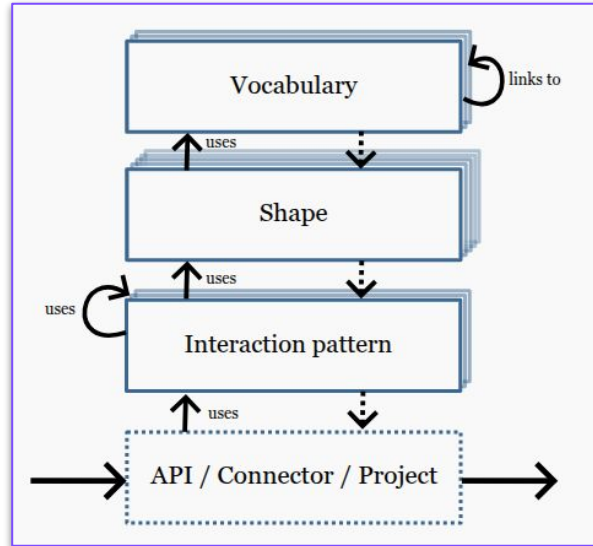 Vocabulary
links to
uses
Shape
uses
uses
Interaction pattern
uses
API / Connector / Project